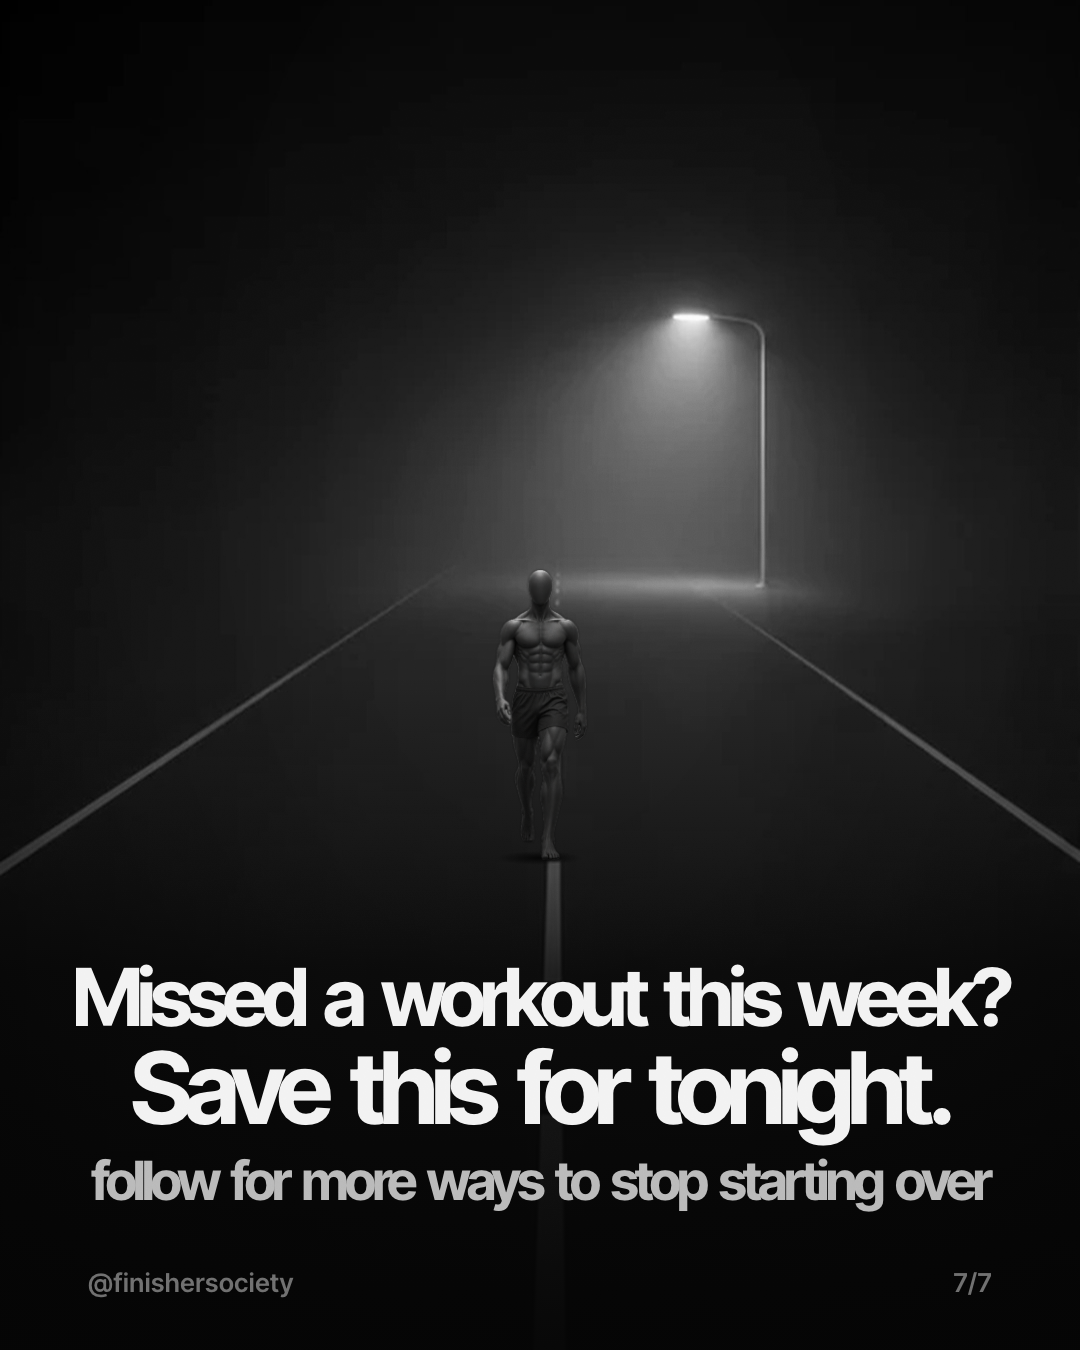 Missed a workout this week?
Save this for tonight.
follow for more ways to stop starting over
@finishersociety
7/7